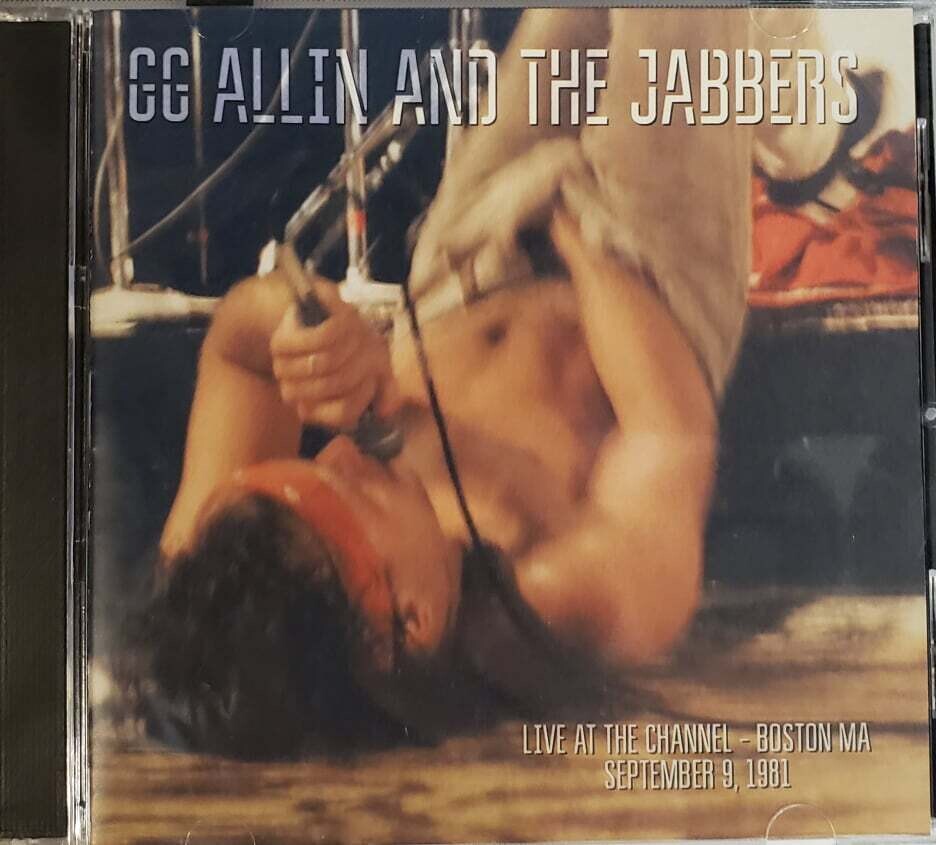 GG ALLIN AND THE JABBERS
LIVE AT THE CHANNEL - BOSTON MA
SEPTEMBER 9, 1981